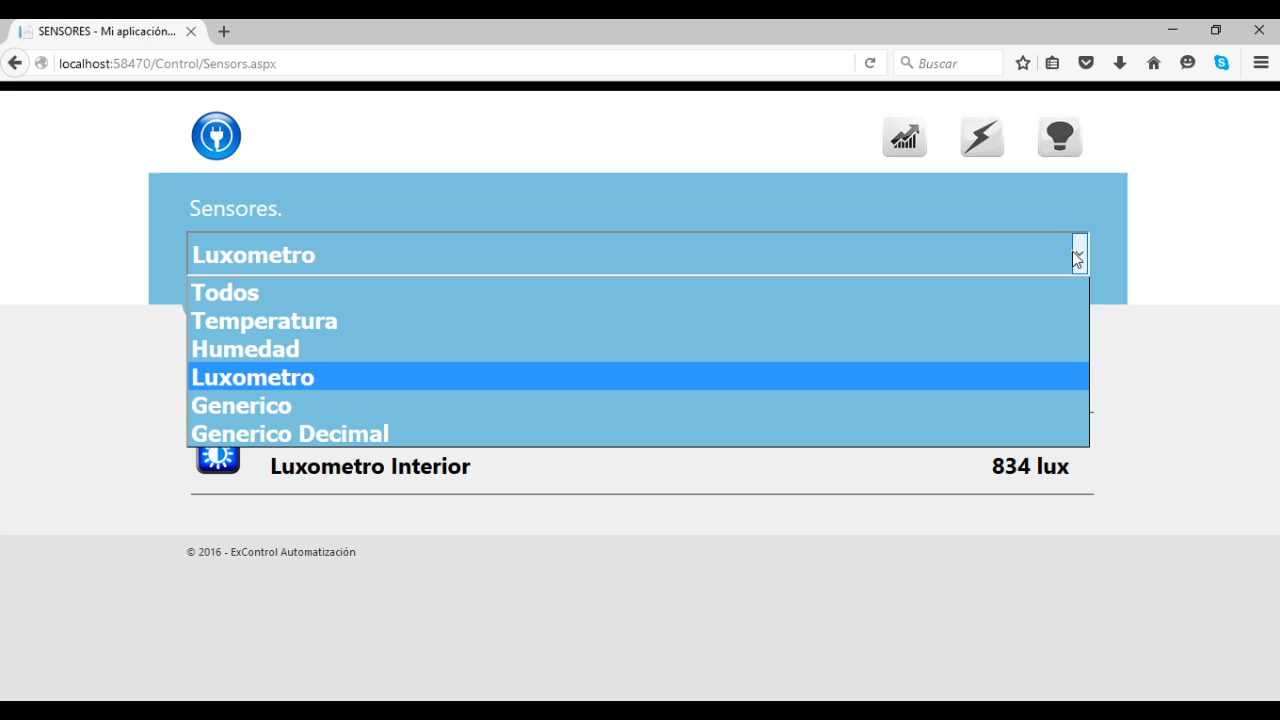 SENSORES - Mi aplicación...
localhost:58470/Control/Sensors.aspx
Buscar
Sensores.
Luxometro
Todos
Temperatura
Humedad
Luxometro
Generico
Generico Decimal
Luxometro Interior 834 lux
© 2016 - ExControl Automatización